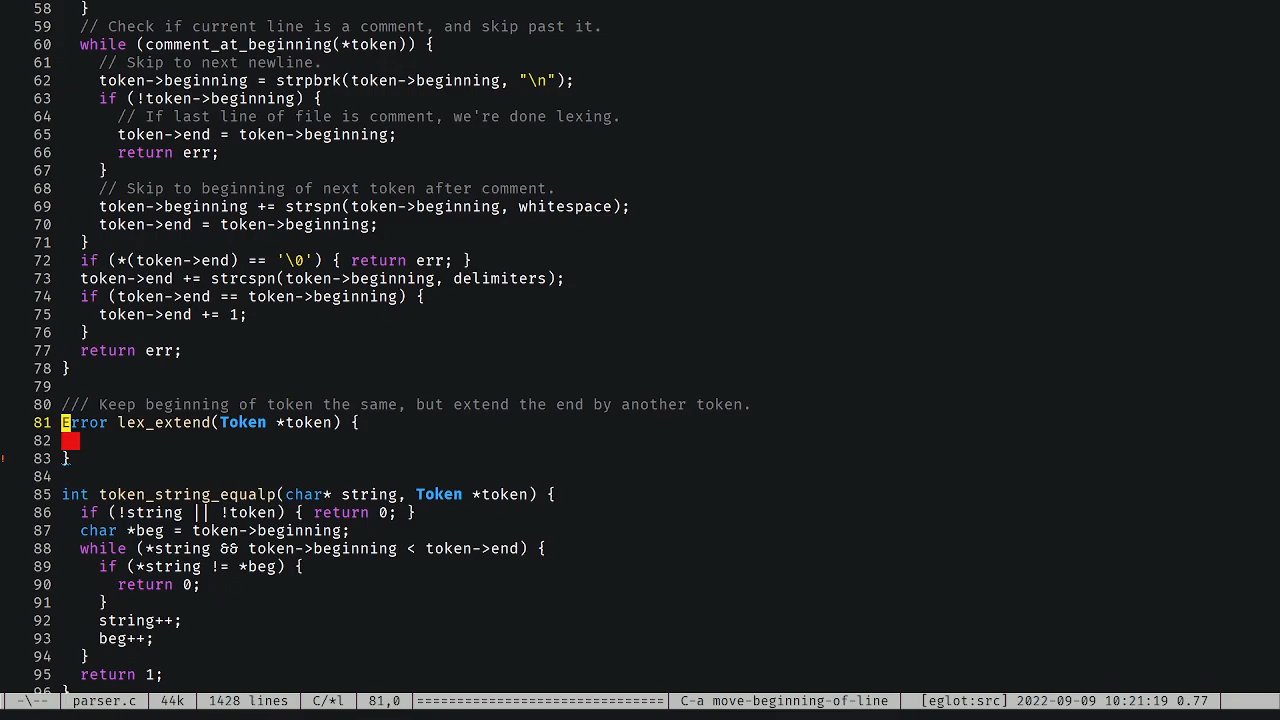 58   }
59   // Check if current line is a comment, and skip past it.
60   while (comment_at_beginning(*token)) {
61     // Skip to next newline.
62     token->beginning = strpbrk(token->beginning, "\n");
63     if (!token->beginning) {
64       // If last line of file is comment, we're done lexing.
65       token->end = token->beginning;
66       return err;
67     }
68     // Skip to beginning of next token after comment.
69     token->beginning += strspn(token->beginning, whitespace);
70     token->end = token->beginning;
71   }
72   if (*(token->end) == '\0') { return err; }
73   token->end += strcspn(token->beginning, delimiters);
74   if (token->end == token->beginning) {
75     token->end += 1;
76   }
77   return err;
78 }
79
80 /// Keep beginning of token the same, but extend the end by another token.
81 Error lex_extend(Token *token) {
82
! 83 }
84
85 int token_string_equalp(char* string, Token *token) {
86   if (!string || !token) { return 0; }
87   char *beg = token->beginning;
88   while (*string && token->beginning < token->end) {
89     if (*string != *beg) {
90       return 0;
91     }
92     string++;
93     beg++;
94   }
95   return 1;
96 }
-\-- parser.c 44k 1428 lines C/*l 81,0 =========================== C-a move-beginning-of-line [eglot:src] 2022-09-09 10:21:19 0.77